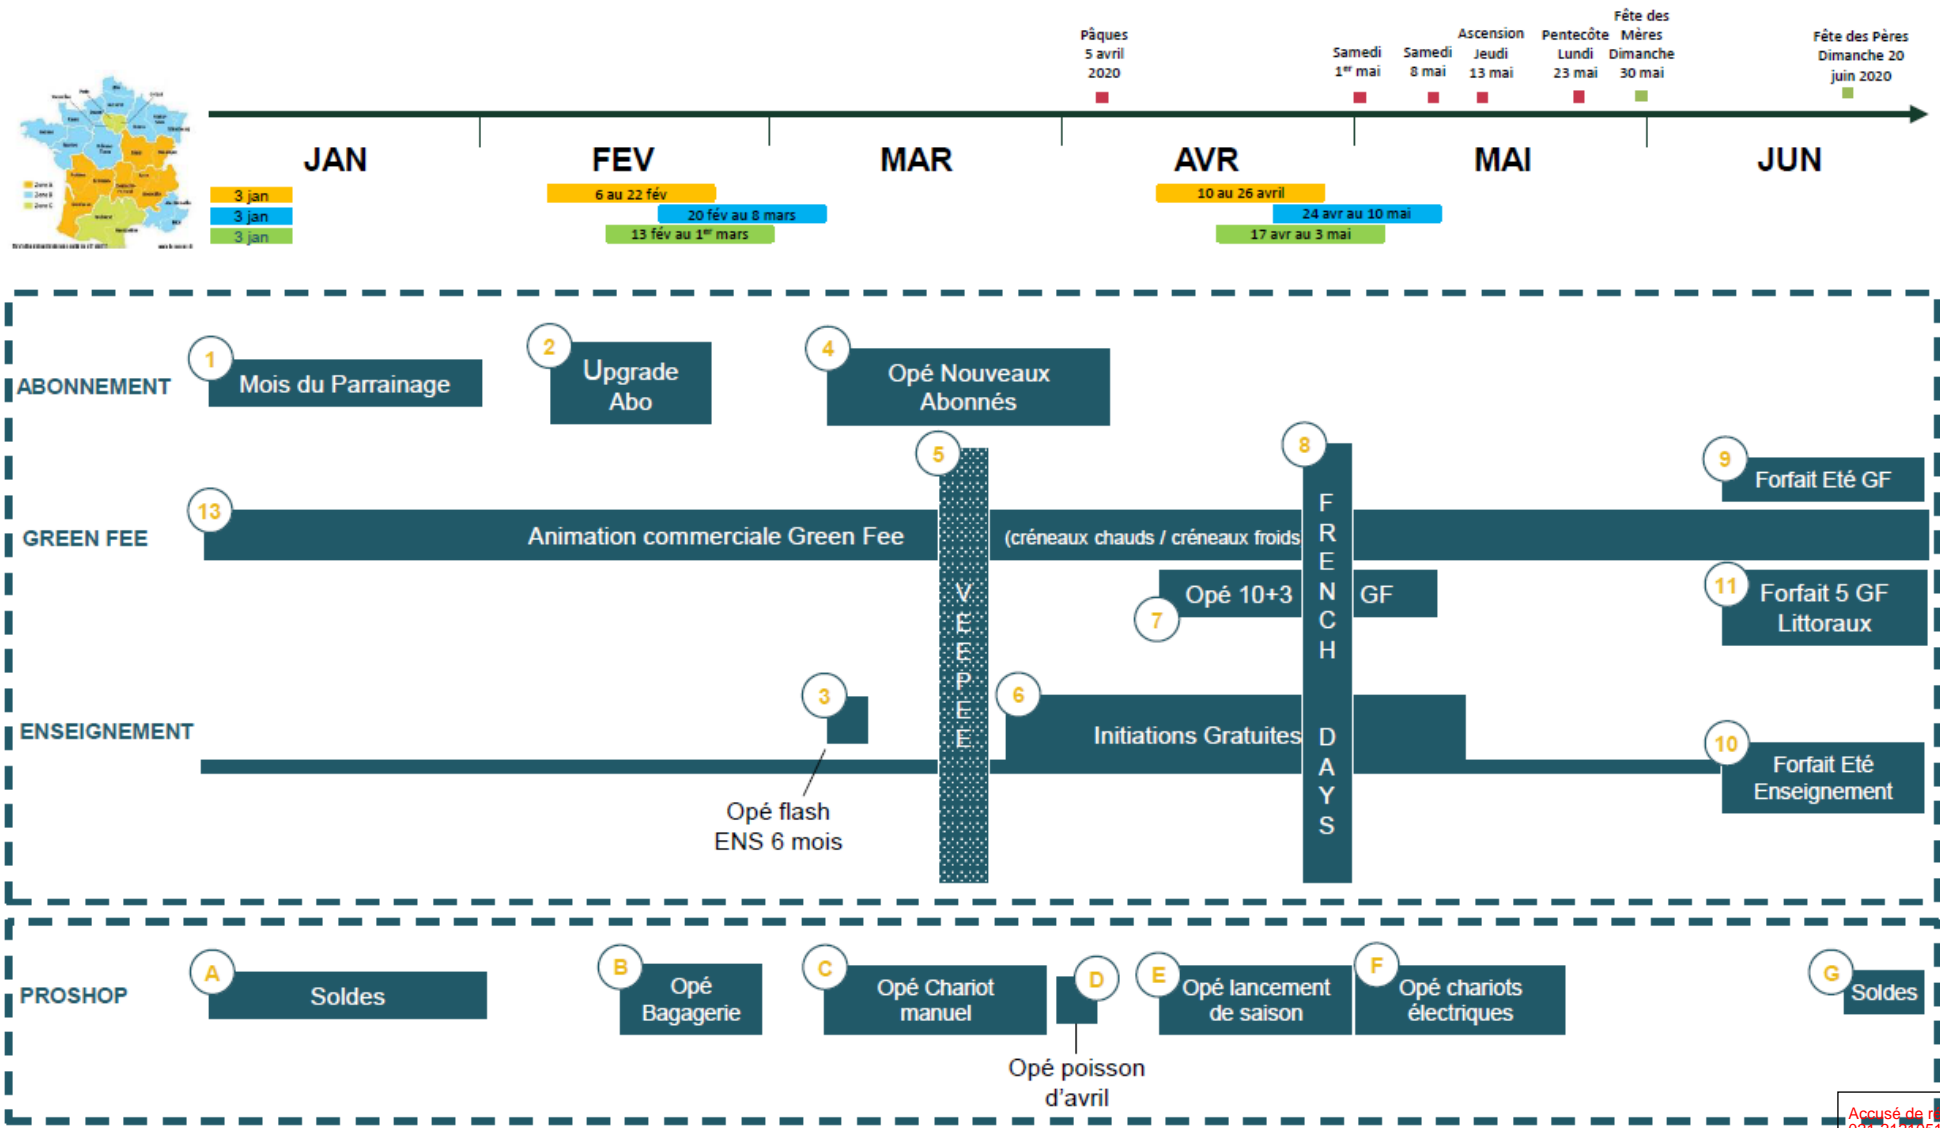 Pâques
5 avril
2020
Samedi
1er mai
Samedi
8 mai
Ascension
Jeudi
13 mai
Pentecôte
Lundi
23 mai
Fête des
Mères
Dimanche
30 mai
Fête des Pères
Dimanche 20
juin 2020
JAN
FEV
MAR
AVR
MAI
JUN
Zone A
Zone B
Zone C
3 jan
6 au 22 fév
10 au 26 avril
3 jan
20 fév au 8 mars
24 avr au 10 mai
3 jan
13 fév au 1er mars
17 avr au 3 mai
ABONNEMENT
1
Mois du Parrainage
2
Upgrade
Abo
4
Opé Nouveaux
Abonnés
5
VEEPEE
8
FRENCH DAYS
9
Forfait Eté GF
GREEN FEE
13
Animation commerciale Green Fee
(créneaux chauds / créneaux froids
7
Opé 10+3 GF
11
Forfait 5 GF
Littoraux
ENSEIGNEMENT
3
Opé flash
ENS 6 mois
6
Initiations Gratuites
10
Forfait Eté
Enseignement
PROSHOP
A
Soldes
B
Opé
Bagagerie
C
Opé Chariot
manuel
D
Opé poisson
d'avril
E
Opé lancement
de saison
F
Opé chariots
électriques
G
Soldes
Accusé de